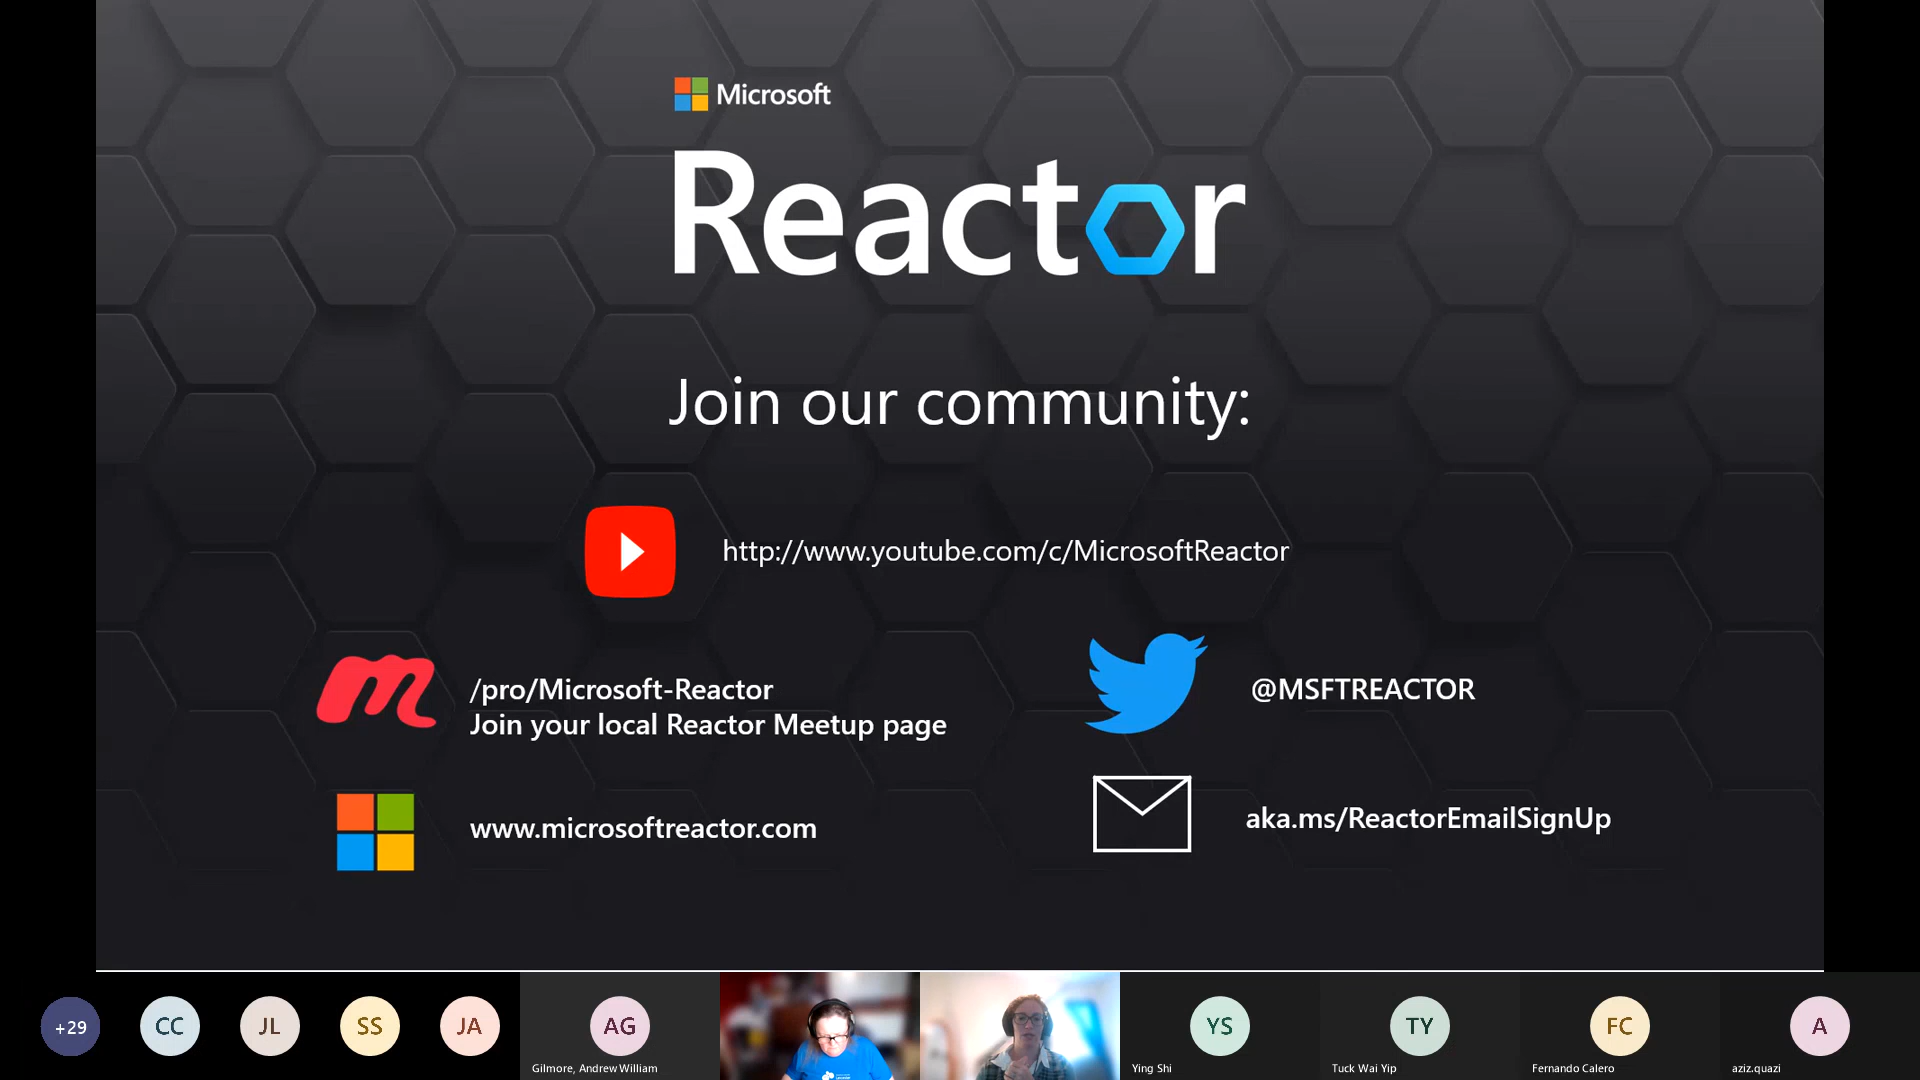 Microsoft
Reactor
Join our community:
http://www.youtube.com/c/MicrosoftReactor
/pro/Microsoft-Reactor
Join your local Reactor Meetup page
@MSFTREACTOR
www.microsoftreactor.com
aka.ms/ReactorEmailSignUp
+29
CC
JL
SS
JA
AG
Gilmore, Andrew William
YS
Ying Shi
TY
Tuck Wai Yip
FC
Fernando Calero
A
aziz.quazi